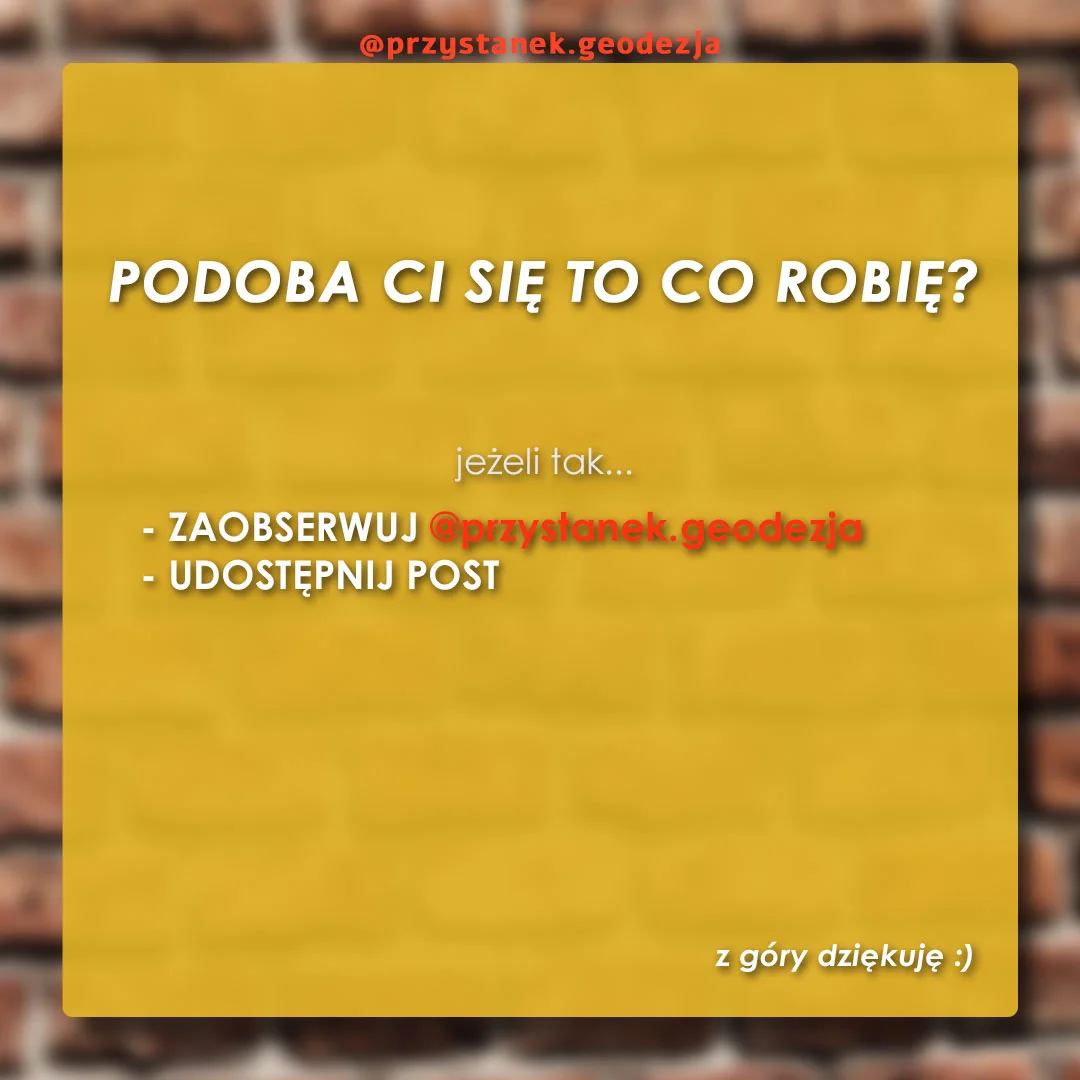 @przystanek.geodezja
PODOBA CI SIĘ TO CO ROBIĘ?
jeżeli tak...
- ZAOBSERWUJ @przystanek.geodezja
- UDOSTĘPNIJ POST
z góry dziękuję :)